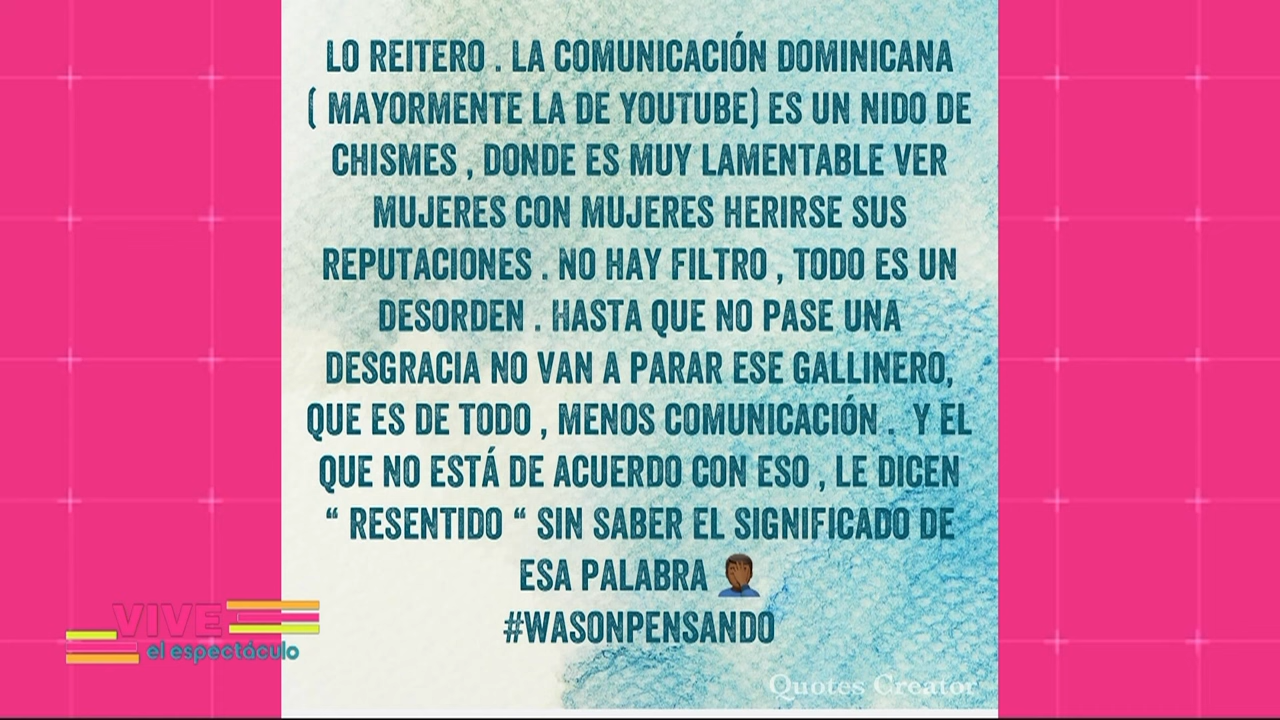 LO REITERO . LA COMUNICACIÓN DOMINICANA
( MAYORMENTE LA DE YOUTUBE) ES UN NIDO DE
CHISMES , DONDE ES MUY LAMENTABLE VER
MUJERES CON MUJERES HERIRSE SUS
REPUTACIONES . NO HAY FILTRO , TODO ES UN
DESORDEN . HASTA QUE NO PASE UNA
DESGRACIA NO VAN A PARAR ESE GALLINERO,
QUE ES DE TODO , MENOS COMUNICACIÓN . Y EL
QUE NO ESTÁ DE ACUERDO CON ESO , LE DICEN
“ RESENTIDO “ SIN SABER EL SIGNIFICADO DE
ESA PALABRA 🤦🏾‍♂️
#WASONPENSANDO
VIVE
el espectáculo
Quotes Creator